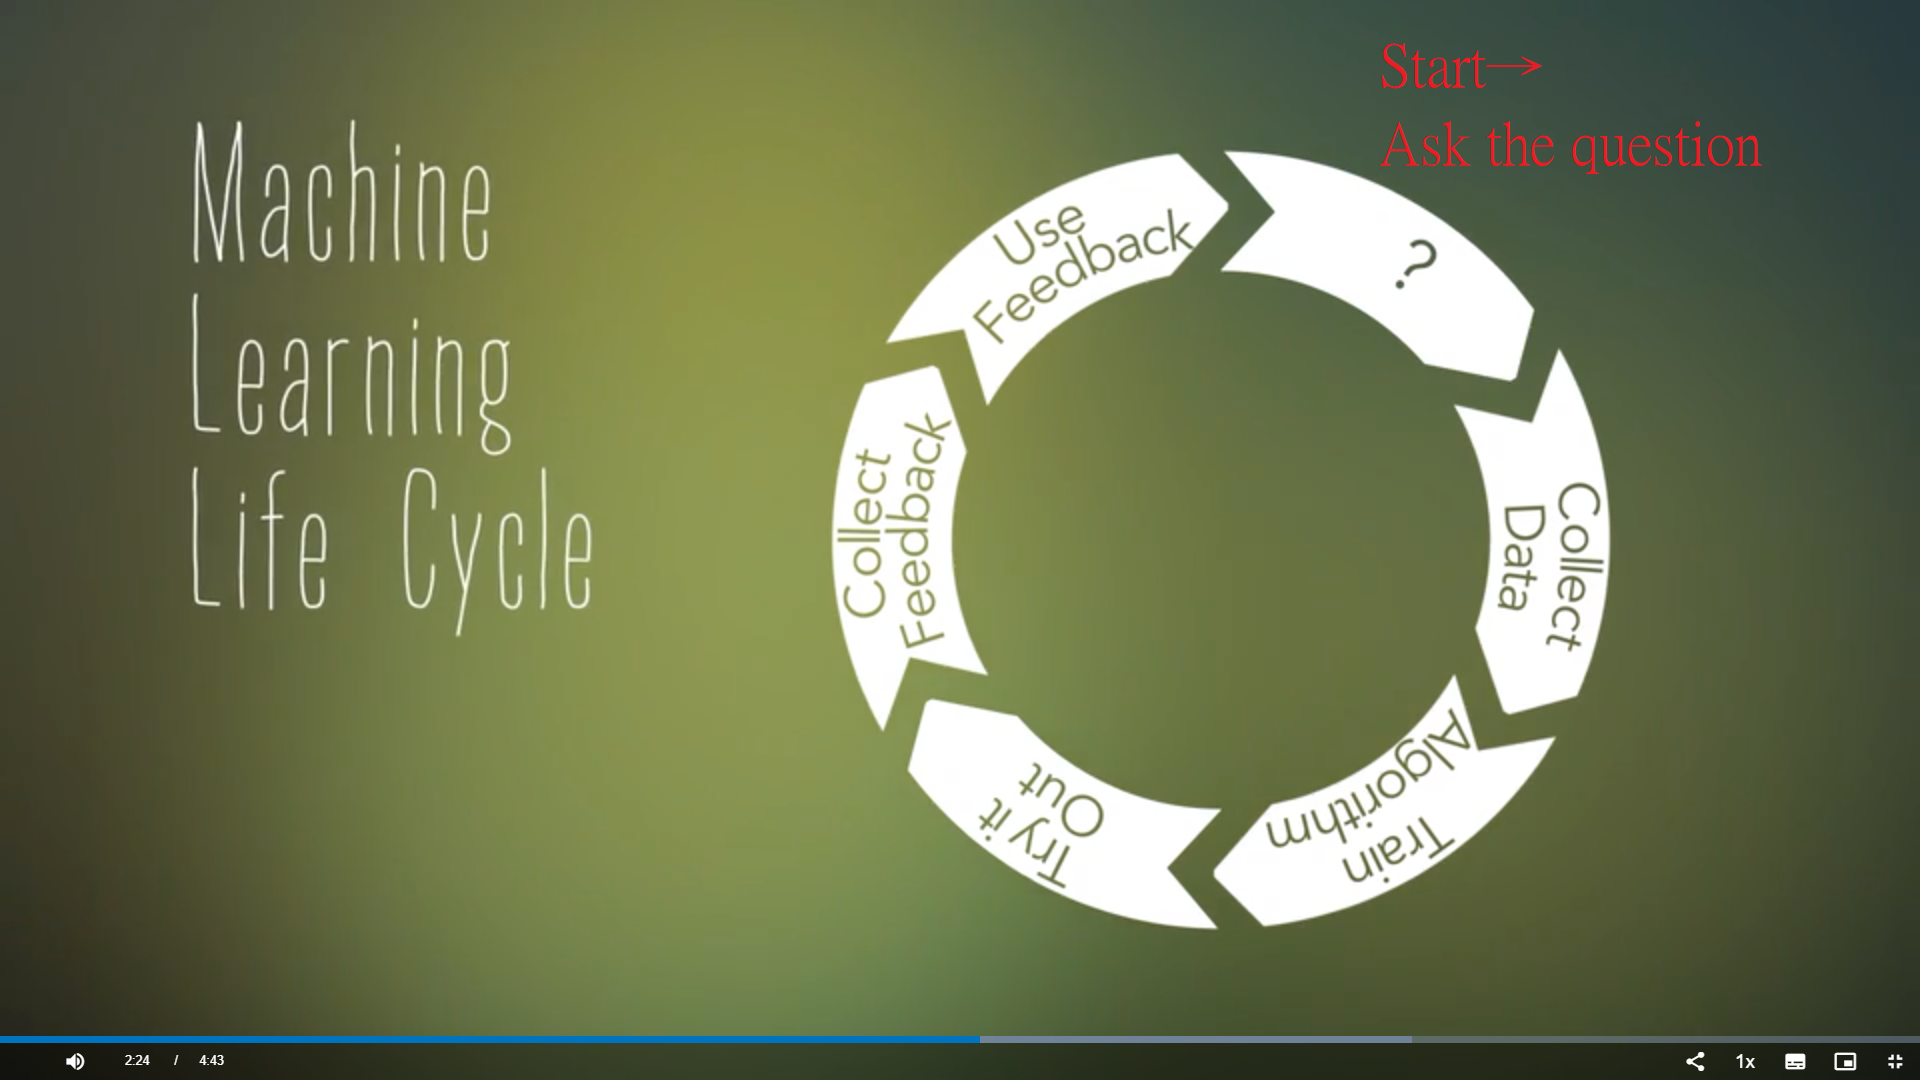 Machine
Learning
Life Cycle
Start→
Ask the question
?
Collect
Data
Train
Algorithm
Try it
Out
Collect
Feedback
Use
Feedback
2:24 / 4:43
1x